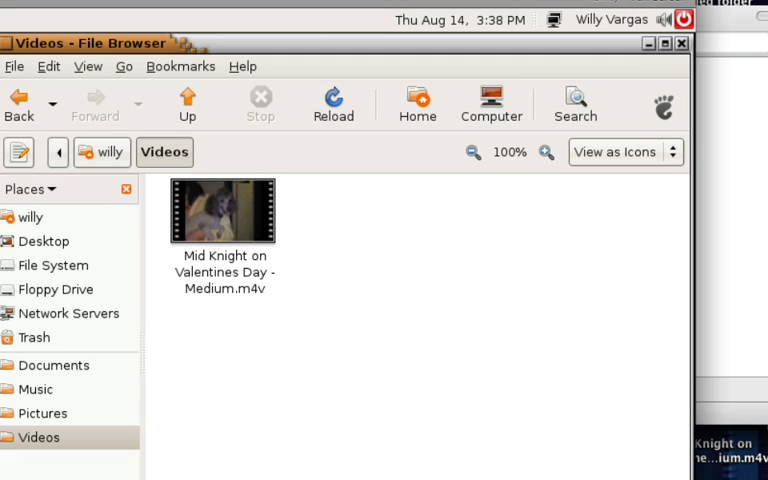 Thu Aug 14, 3:38 PM Willy Vargas
Videos - File Browser
File Edit View Go Bookmarks Help
Back Forward Up Stop Reload Home Computer Search
willy Videos 100% View as Icons
Places
willy
Desktop
File System
Floppy Drive
Network Servers
Trash
Documents
Music
Pictures
Videos
Mid Knight on
Valentines Day -
Medium.m4v
folder
Knight on
ne...ium.m4v